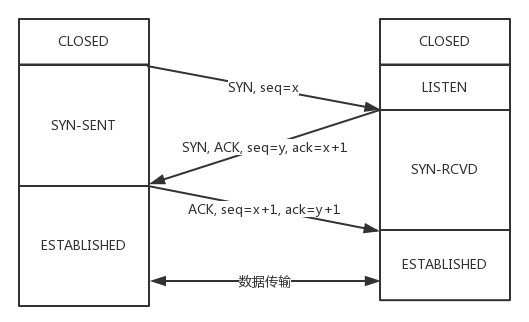 CLOSED
CLOSED
SYN, seq=x
LISTEN
SYN-SENT
SYN, ACK, seq=y, ack=x+1
SYN-RCVD
ACK, seq=x+1, ack=y+1
ESTABLISHED
ESTABLISHED
数据传输